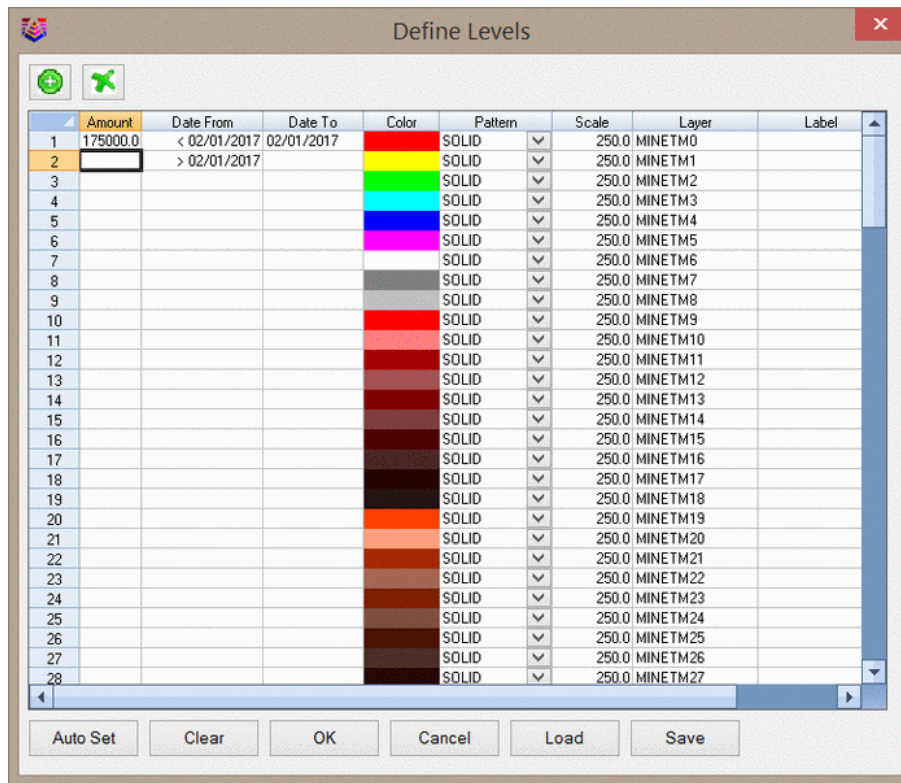 Define Levels
Amount Date From Date To Color Pattern Scale Layer Label
1 175000.0 < 02/01/2017 02/01/2017 SOLID 250.0 MINETM0
2 > 02/01/2017 SOLID 250.0 MINETM1
3 SOLID 250.0 MINETM2
4 SOLID 250.0 MINETM3
5 SOLID 250.0 MINETM4
6 SOLID 250.0 MINETM5
7 SOLID 250.0 MINETM6
8 SOLID 250.0 MINETM7
9 SOLID 250.0 MINETM8
10 SOLID 250.0 MINETM9
11 SOLID 250.0 MINETM10
12 SOLID 250.0 MINETM11
13 SOLID 250.0 MINETM12
14 SOLID 250.0 MINETM13
15 SOLID 250.0 MINETM14
16 SOLID 250.0 MINETM15
17 SOLID 250.0 MINETM16
18 SOLID 250.0 MINETM17
19 SOLID 250.0 MINETM18
20 SOLID 250.0 MINETM19
21 SOLID 250.0 MINETM20
22 SOLID 250.0 MINETM21
23 SOLID 250.0 MINETM22
24 SOLID 250.0 MINETM23
25 SOLID 250.0 MINETM24
26 SOLID 250.0 MINETM25
27 SOLID 250.0 MINETM26
28 SOLID 250.0 MINETM27
Auto Set Clear OK Cancel Load Save